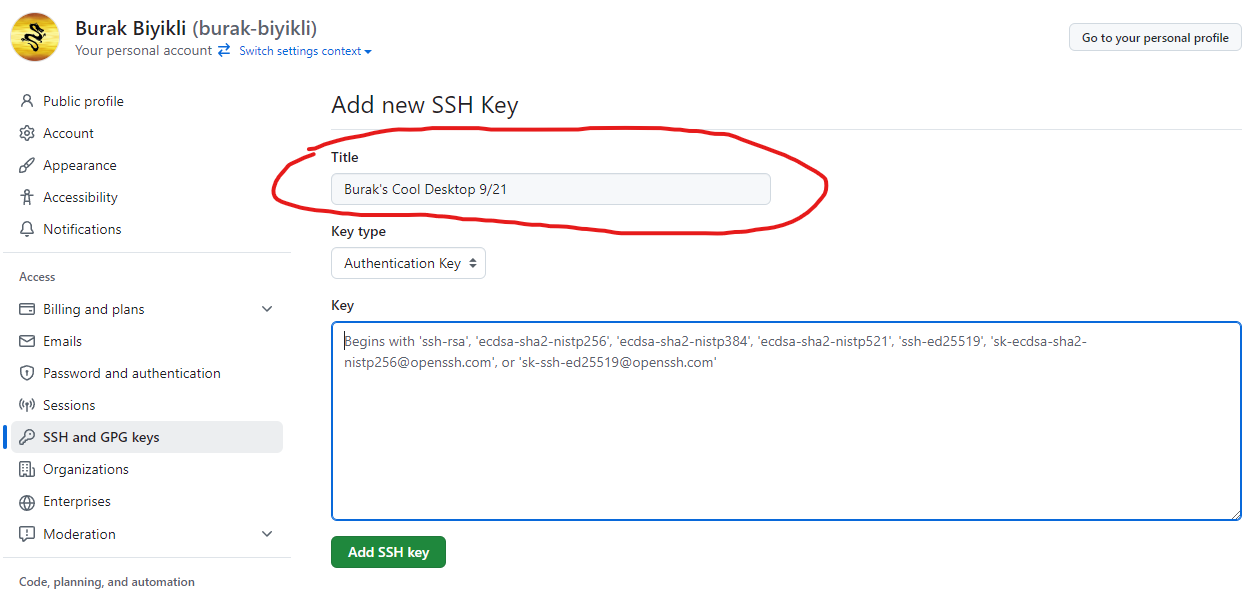 Burak Biyikli (burak-biyikli)
Your personal account Switch settings context
Go to your personal profile
Public profile
Account
Appearance
Accessibility
Notifications
Access
Billing and plans
Emails
Password and authentication
Sessions
SSH and GPG keys
Organizations
Enterprises
Moderation
Code, planning, and automation
Add new SSH Key
Title
Burak's Cool Desktop 9/21
Key type
Authentication Key
Key
Begins with 'ssh-rsa', 'ecdsa-sha2-nistp256', 'ecdsa-sha2-nistp384', 'ecdsa-sha2-nistp521', 'ssh-ed25519', 'sk-ecdsa-sha2-
nistp256@openssh.com', or 'sk-ssh-ed25519@openssh.com'
Add SSH key